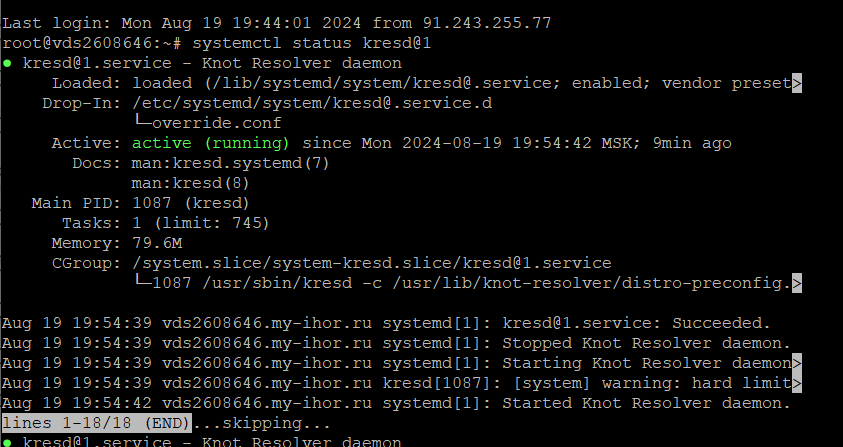 Last login: Mon Aug 19 19:44:01 2024 from 91.243.255.77
root@vds2608646:~# systemctl status kresd@1
● kresd@1.service - Knot Resolver daemon
     Loaded: loaded (/lib/systemd/system/kresd@.service; enabled; vendor preset>
    Drop-In: /etc/systemd/system/kresd@.service.d
             └─override.conf
     Active: active (running) since Mon 2024-08-19 19:54:42 MSK; 9min ago
       Docs: man:kresd.systemd(7)
             man:kresd(8)
   Main PID: 1087 (kresd)
      Tasks: 1 (limit: 745)
     Memory: 79.6M
     CGroup: /system.slice/system-kresd.slice/kresd@1.service
             └─1087 /usr/sbin/kresd -c /usr/lib/knot-resolver/distro-preconfig.>

Aug 19 19:54:39 vds2608646.my-ihor.ru systemd[1]: kresd@1.service: Succeeded.
Aug 19 19:54:39 vds2608646.my-ihor.ru systemd[1]: Stopped Knot Resolver daemon.
Aug 19 19:54:39 vds2608646.my-ihor.ru systemd[1]: Starting Knot Resolver daemon>
Aug 19 19:54:39 vds2608646.my-ihor.ru kresd[1087]: [system] warning: hard limit>
Aug 19 19:54:42 vds2608646.my-ihor.ru systemd[1]: Started Knot Resolver daemon.
lines 1-18/18 (END)...skipping...
● kresd@1.service - Knot Resolver daemon